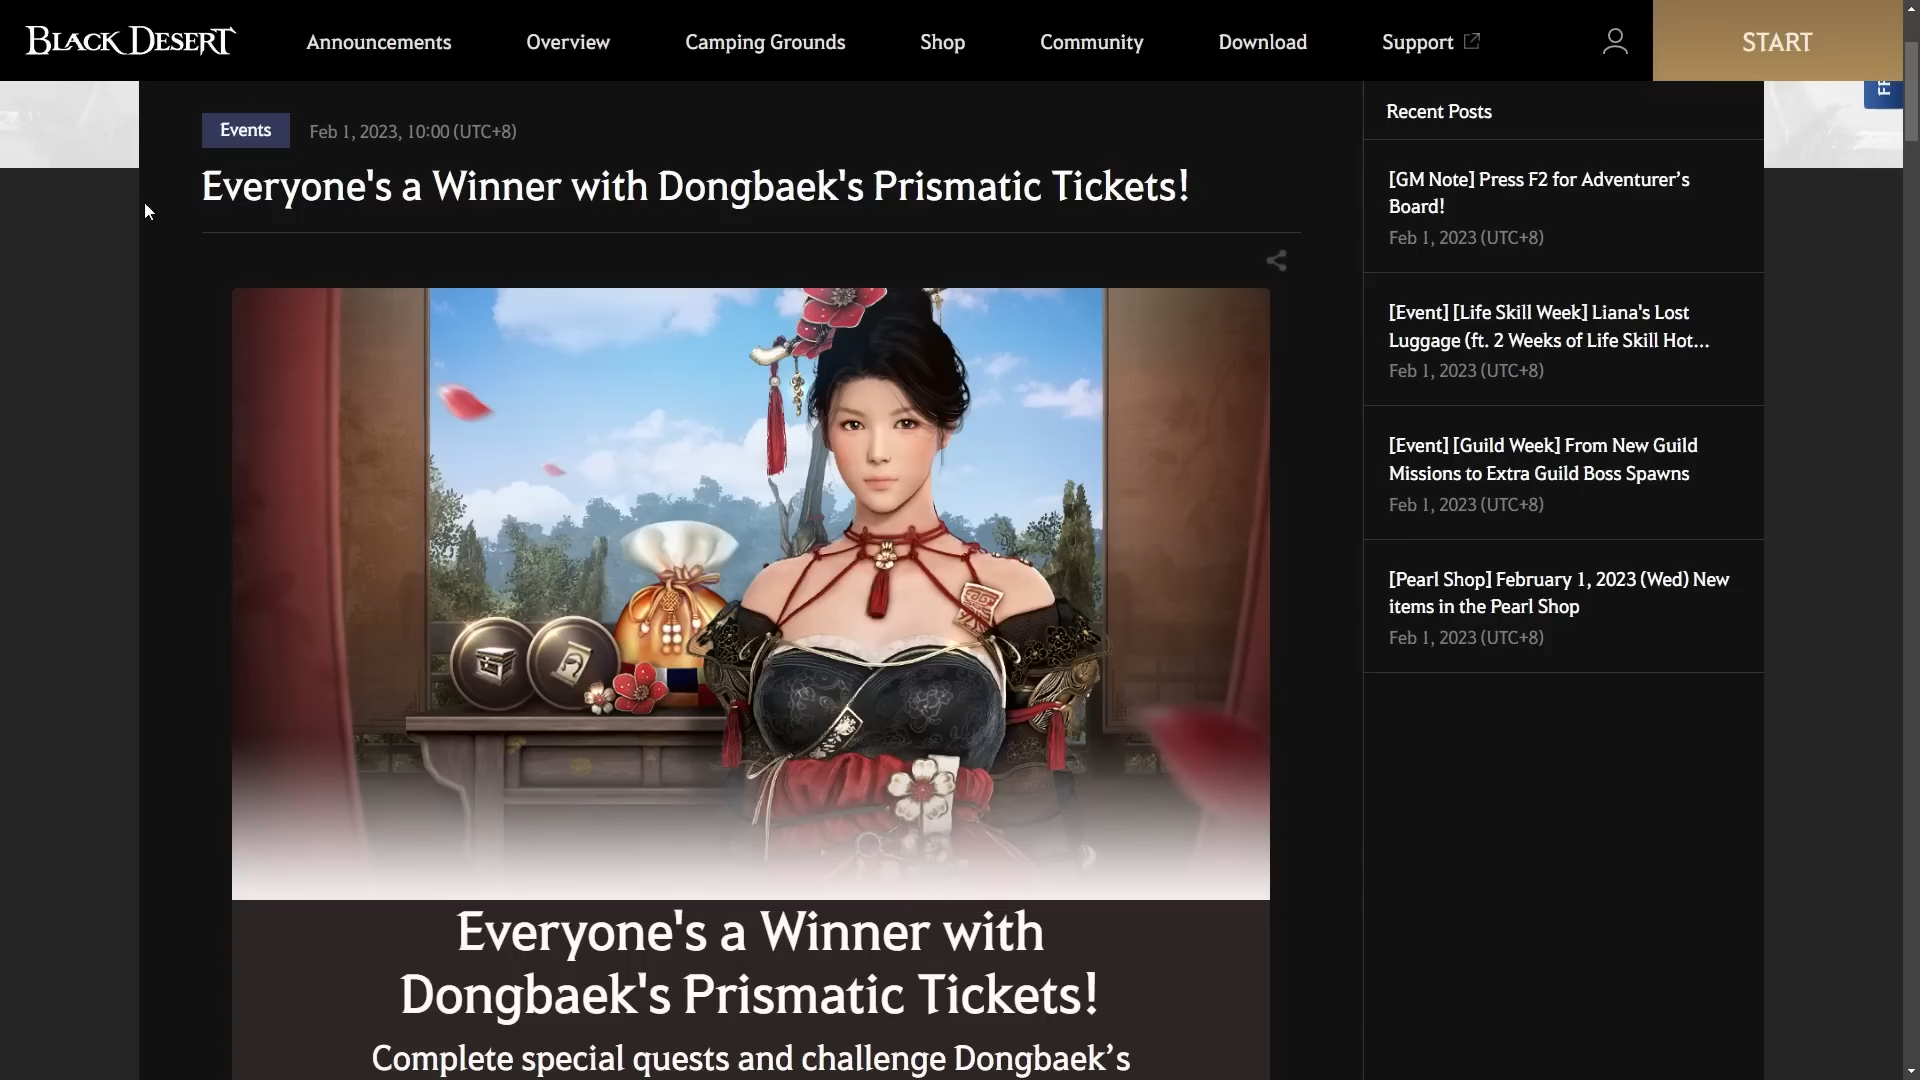 BLACK DESERT
Announcements
Overview
Camping Grounds
Shop
Community
Download
Support
START
Events
Feb 1, 2023, 10:00 (UTC+8)
Everyone's a Winner with Dongbaek's Prismatic Tickets!
Everyone's a Winner with
Dongbaek's Prismatic Tickets!
Complete special quests and challenge Dongbaek’s
Recent Posts
[GM Note] Press F2 for Adventurer’s
Board!
Feb 1, 2023 (UTC+8)
[Event] [Life Skill Week] Liana's Lost
Luggage (ft. 2 Weeks of Life Skill Hot...
Feb 1, 2023 (UTC+8)
[Event] [Guild Week] From New Guild
Missions to Extra Guild Boss Spawns
Feb 1, 2023 (UTC+8)
[Pearl Shop] February 1, 2023 (Wed) New
items in the Pearl Shop
Feb 1, 2023 (UTC+8)